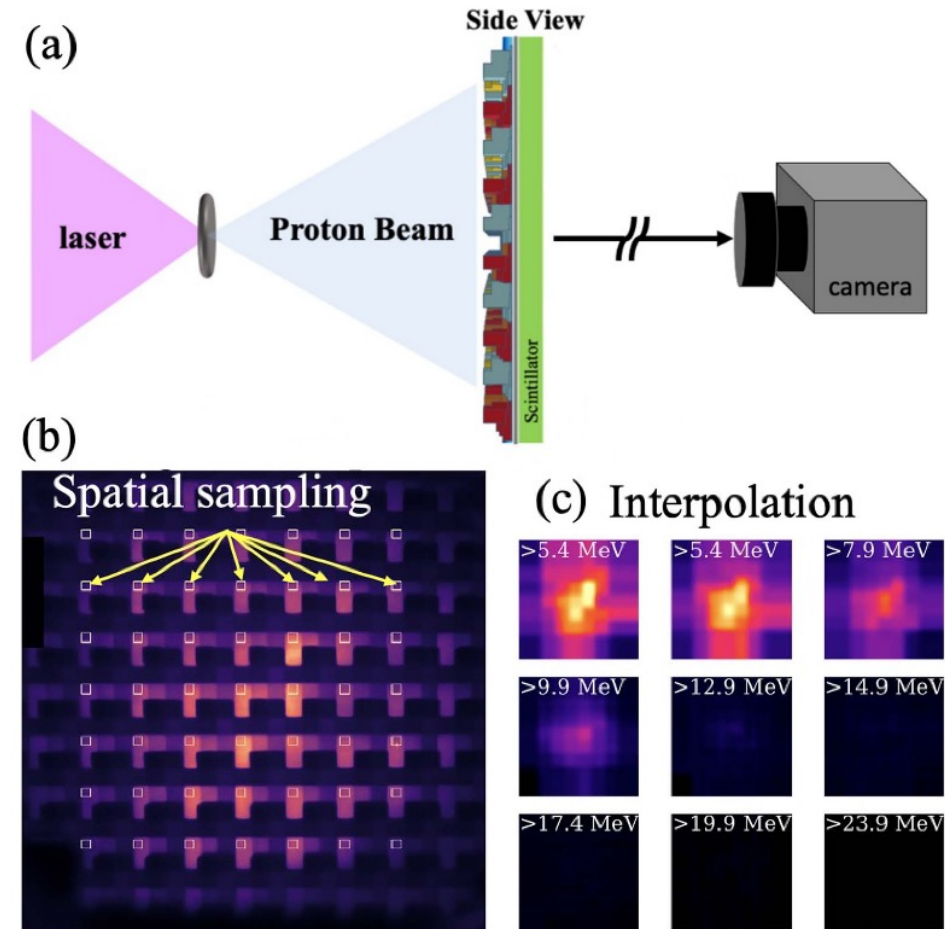 (a)
Side View
laser
Proton Beam
Scintillator
camera
(b)
Spatial sampling
(c) Interpolation
>5.4 MeV >5.4 MeV >7.9 MeV
>9.9 MeV >12.9 MeV >14.9 MeV
>17.4 MeV >19.9 MeV >23.9 MeV